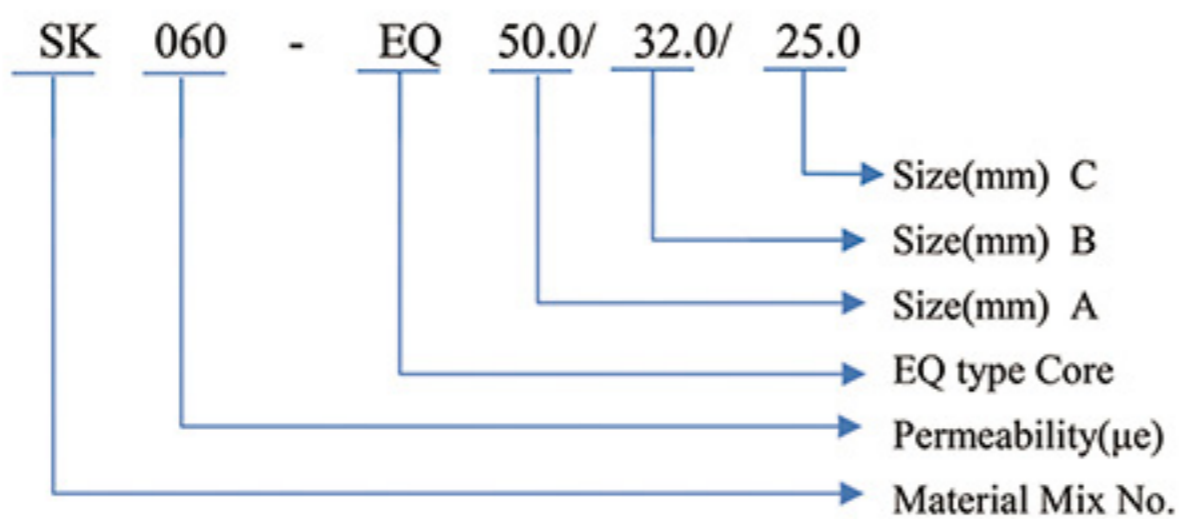 SK 060 - EQ 50.0/ 32.0/ 25.0
Size(mm) C
Size(mm) B
Size(mm) A
EQ type Core
Permeability(μe)
Material Mix No.